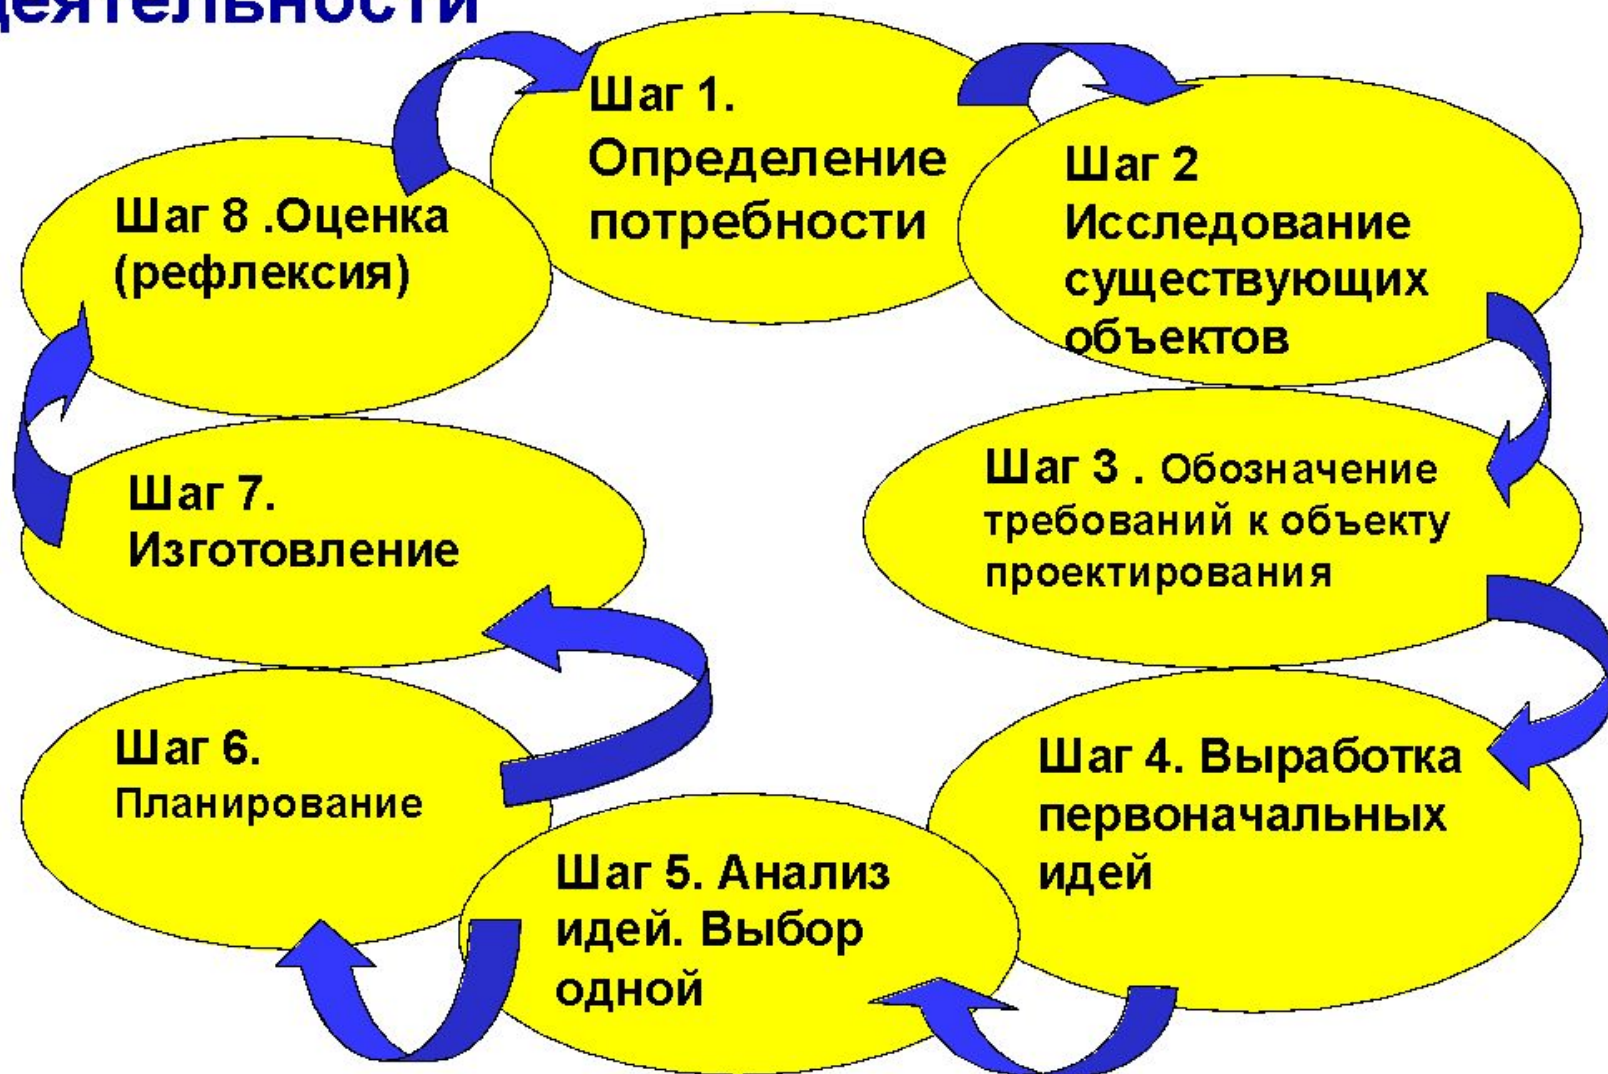 деятельности
Шаг 1.
Определение
потребности
Шаг 2
Исследование
существующих
объектов
Шаг 3 . Обозначение
требований к объекту
проектирования
Шаг 4. Выработка
первоначальных
идей
Шаг 5. Анализ
идей. Выбор
одной
Шаг 6.
Планирование
Шаг 7.
Изготовление
Шаг 8 .Оценка
(рефлексия)